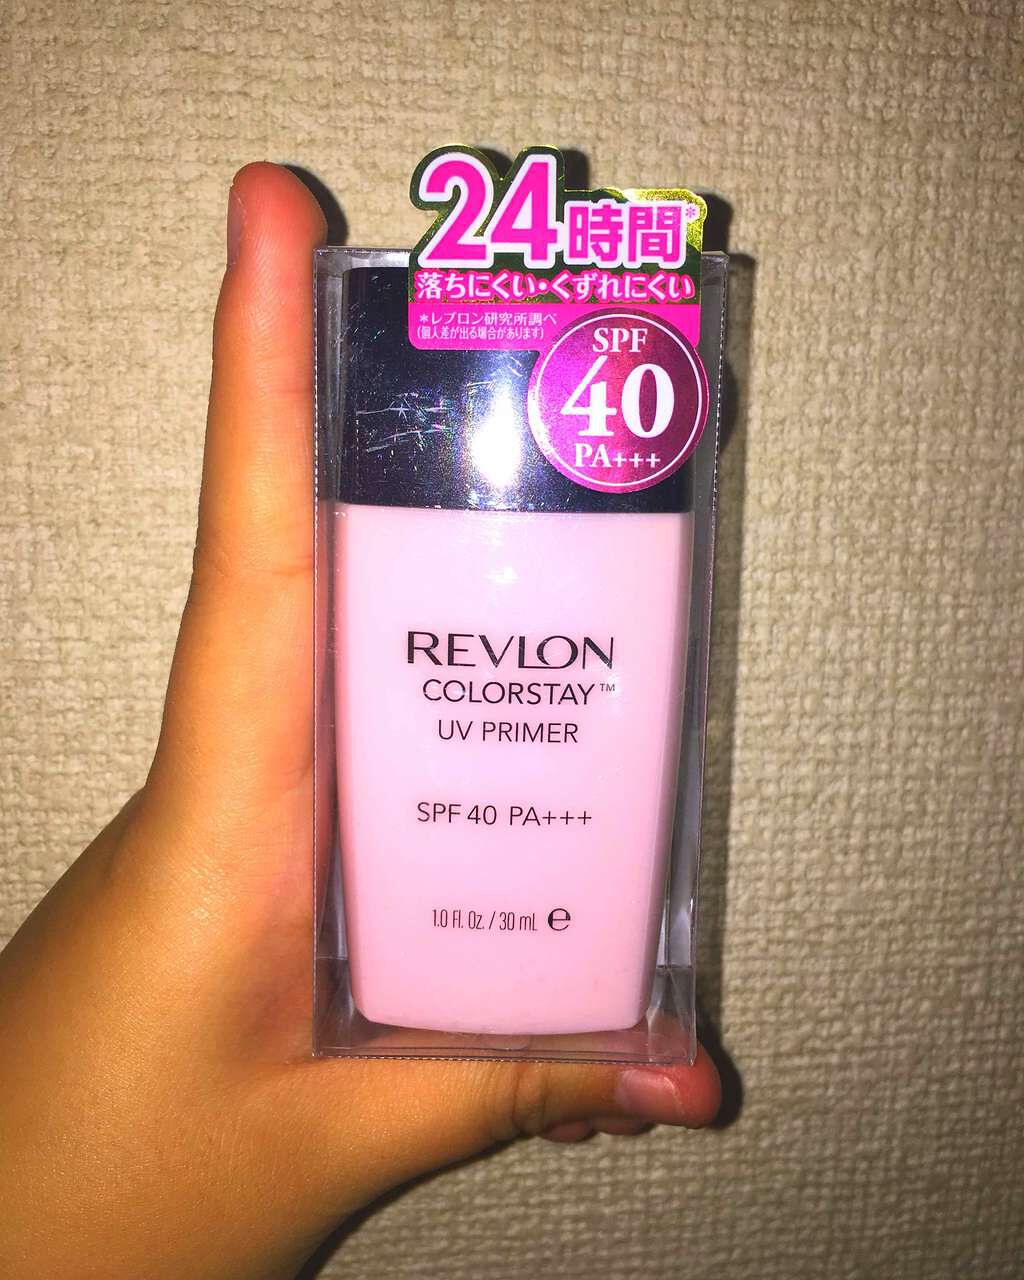 24時間*
落ちにくい・くずれにくい
*レブロン研究所調べ
(個人差が出る場合があります)
SPF
40
PA+++
REVLON
COLORSTAY™
UV PRIMER
SPF 40 PA+++
1.0 Fl. Oz. / 30 mL ℮